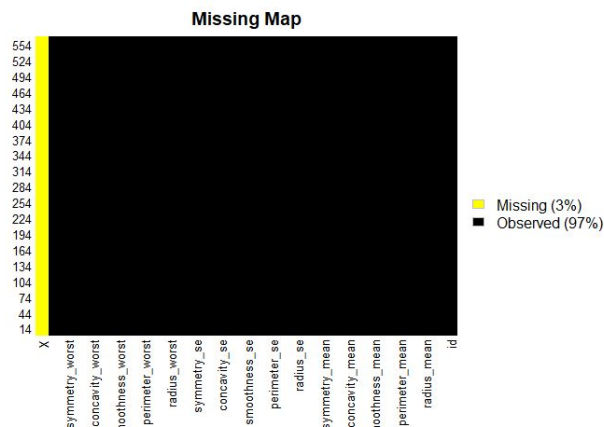 Missing Map
554
524
494
464
434
404
374
344
314
284
254
224
194
164
134
104
74
44
14
Missing (3%)
Observed (97%)
X
symmetry_worst
concavity_worst
moothness_worst
perimeter_worst
radius_worst
symmetry_se
concavity_se
smoothness_se
perimeter_se
radius_se
symmetry_mean
concavity_mean
moothness_mean
perimeter_mean
radius_mean
id